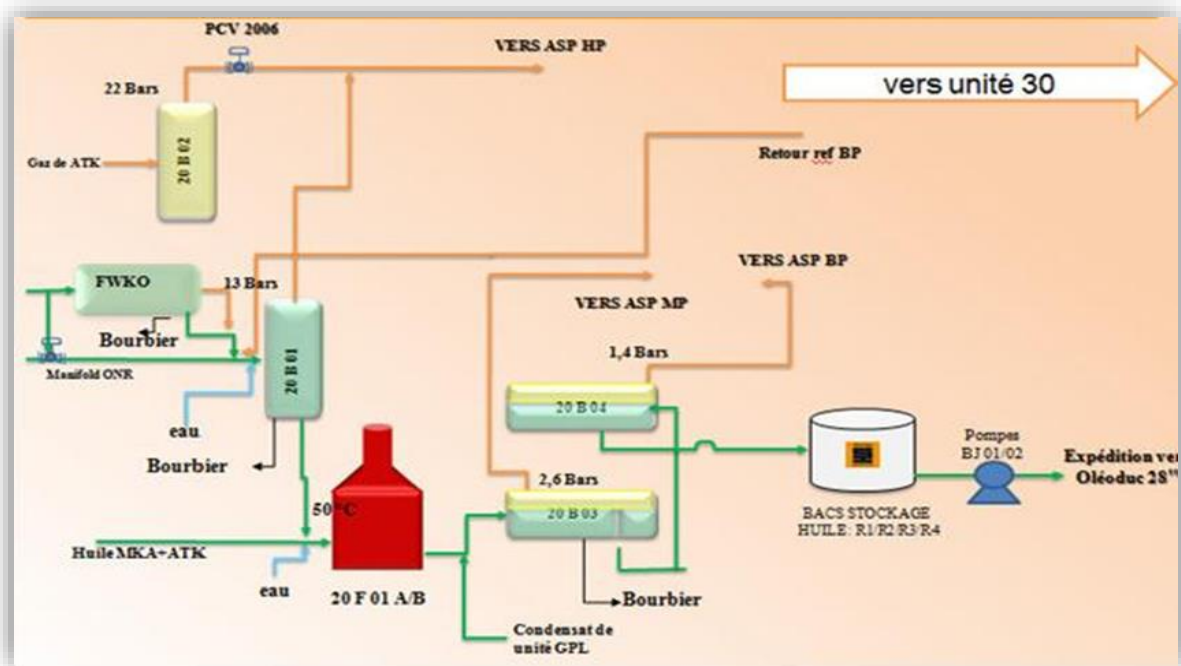 PCV 2006
VERS ASP HP
22 Bars
vers unité 30
20 B 02
Gaz de ATK
Retour ref BP
FWKO
13 Bars
VERS ASP BP
VERS ASP MP
Bourbier
Manifold ONR
20 B 01
1,4 Bars
20 B 04
eau
Bourbier
Pompes
BJ 01/02
Expédition ver
Oléoduc 28"
2,6 Bars
20 B 03
50 °C
BACS STOCKAGE
HUILE: R1/R2/R3/R4
Huile MKA+ATK
eau
20 F 01 A/B
Bourbier
Condensat de
unité GPL